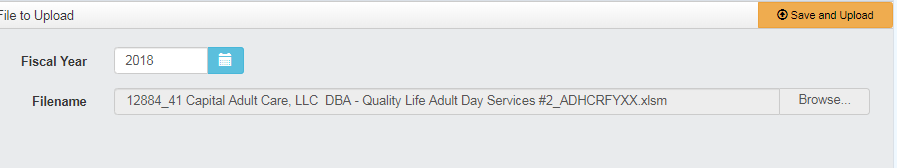 File to Upload
Save and Upload
Fiscal Year 2018
Filename 12884_41 Capital Adult Care, LLC  DBA - Quality Life Adult Day Services #2_ADHCRFYXX.xlsm Browse...